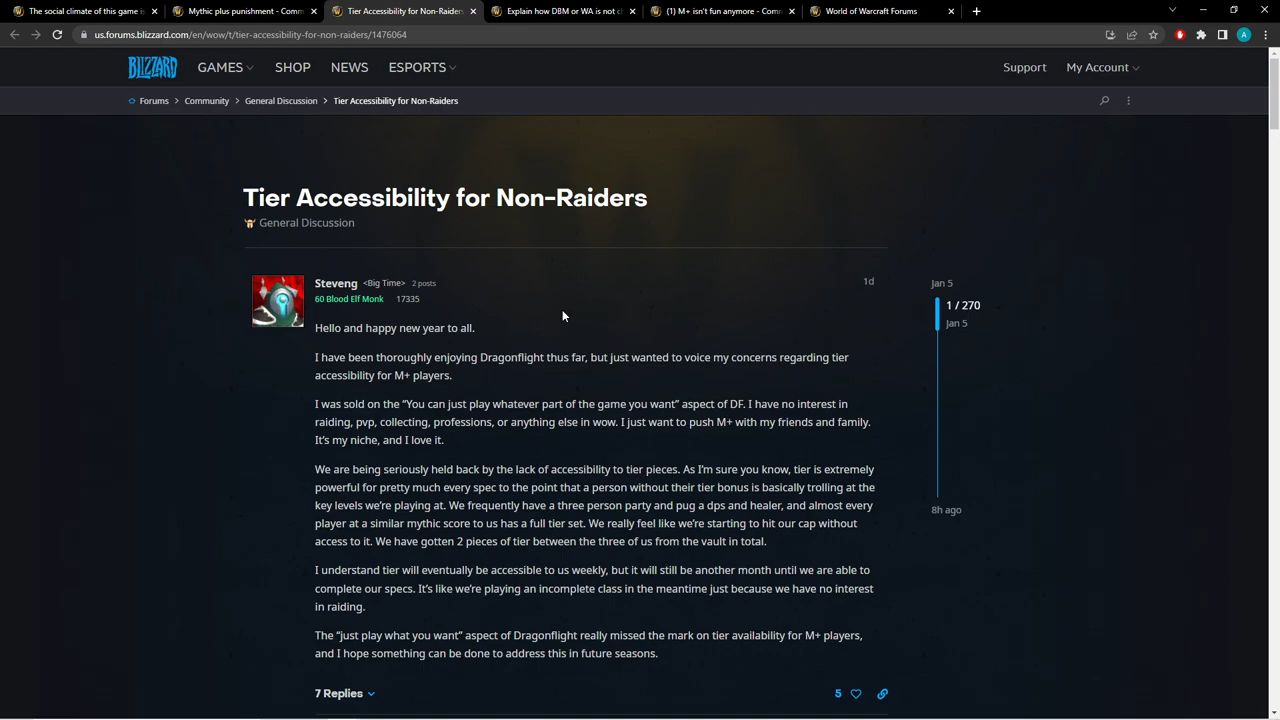 The social climate of this game is
Mythic plus punishment - Comm
Tier Accessibility for Non-Raiders
Explain how DBM or WA is not ch
(1) M+ isn't fun anymore - Comm
World of Warcraft Forums
us.forums.blizzard.com/en/wow/t/tier-accessibility-for-non-raiders/1476064
A
BLIZZARD
GAMES
SHOP
NEWS
ESPORTS
Support
My Account
Forums > Community > General Discussion > Tier Accessibility for Non-Raiders
Tier Accessibility for Non-Raiders
General Discussion
Steveng <Big Time> 2 posts
1d
60 Blood Elf Monk 17335
Hello and happy new year to all.
I have been thoroughly enjoying Dragonflight thus far, but just wanted to voice my concerns regarding tier
accessibility for M+ players.
I was sold on the “You can just play whatever part of the game you want” aspect of DF. I have no interest in
raiding, pvp, collecting, professions, or anything else in wow. I just want to push M+ with my friends and family.
It’s my niche, and I love it.
We are being seriously held back by the lack of accessibility to tier pieces. As I’m sure you know, tier is extremely
powerful for pretty much every spec to the point that a person without their tier bonus is basically trolling at the
key levels we’re playing at. We frequently have a three person party and pug a dps and healer, and almost every
player at a similar mythic score to us has a full tier set. We really feel like we’re starting to hit our cap without
access to it. We have gotten 2 pieces of tier between the three of us from the vault in total.
I understand tier will eventually be accessible to us weekly, but it will still be another month until we are able to
complete our specs. It’s like we’re playing an incomplete class in the meantime just because we have no interest
in raiding.
The “just play what you want” aspect of Dragonflight really missed the mark on tier availability for M+ players,
and I hope something can be done to address this in future seasons.
7 Replies
5
Jan 5
1 / 270
Jan 5
8h ago